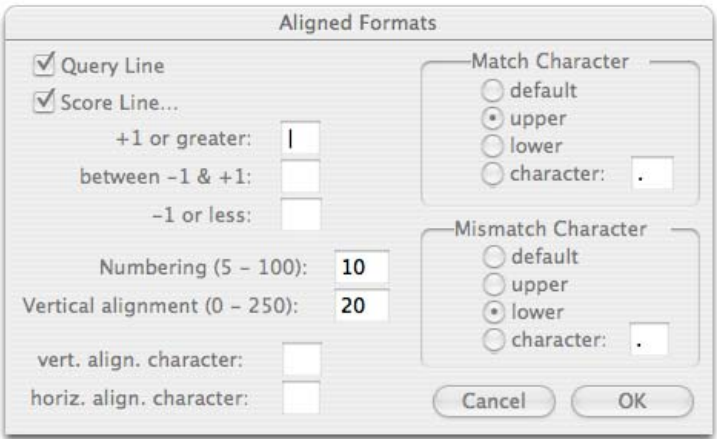 Aligned Formats
Query Line
Score Line...
+1 or greater: |
between -1 & +1:
-1 or less:
Numbering (5 - 100): 10
Vertical alignment (0 - 250): 20
vert. align. character:
horiz. align. character:
Match Character
default
upper
lower
character: .
Mismatch Character
default
upper
lower
character: .
Cancel
OK